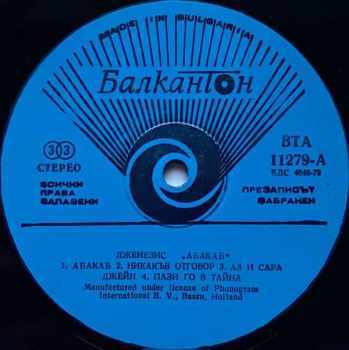 MADE IN BULGARIA
Балкантон
33
СТЕРЕО
ВТА
11279-А
БДС 4046-79
ВСИЧКИ
ПРАВА
ЗАПАЗЕНИ
ПРЕЗАПИСЪТ
ЗАБРАНЕН
ДЖЕНЕЗИС „АБАКАБ"
1. АБАКАБ 2. НИКАКЪВ ОТГОВОР 3. АЗ И САРА
ДЖЕЙН 4. ПАЗИ ГО В ТАЙНА
Manufactured under license of Phonogram
International B. V., Baarn, Holland